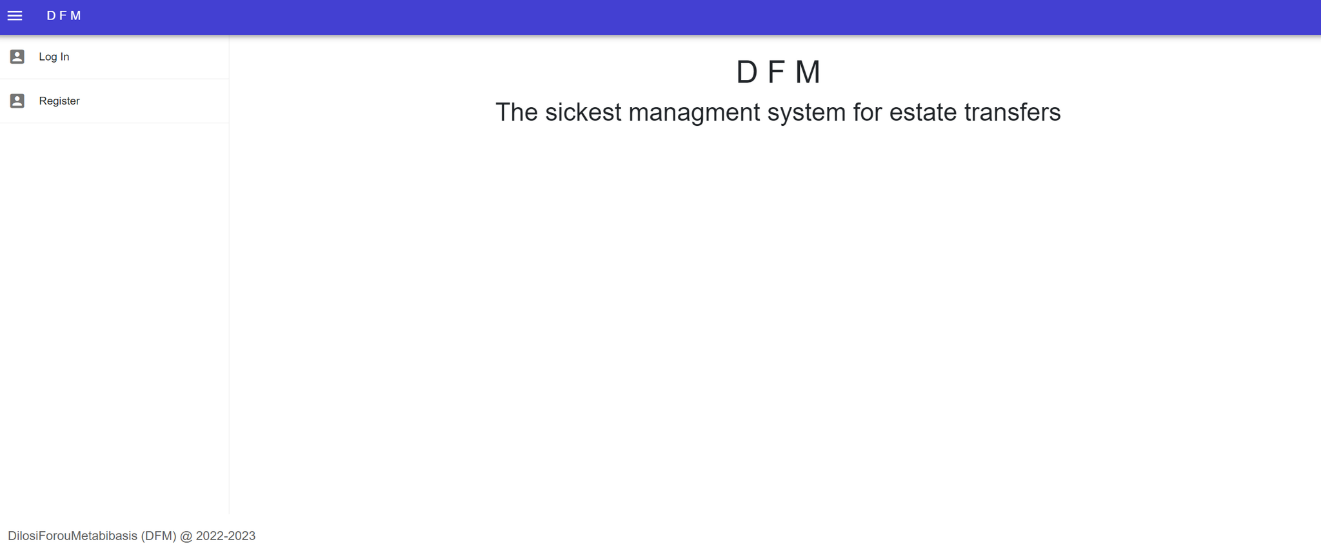 D F M
Log In
Register
D F M
The sickest managment system for estate transfers
DilosiForouMetabibasis (DFM) @ 2022-2023